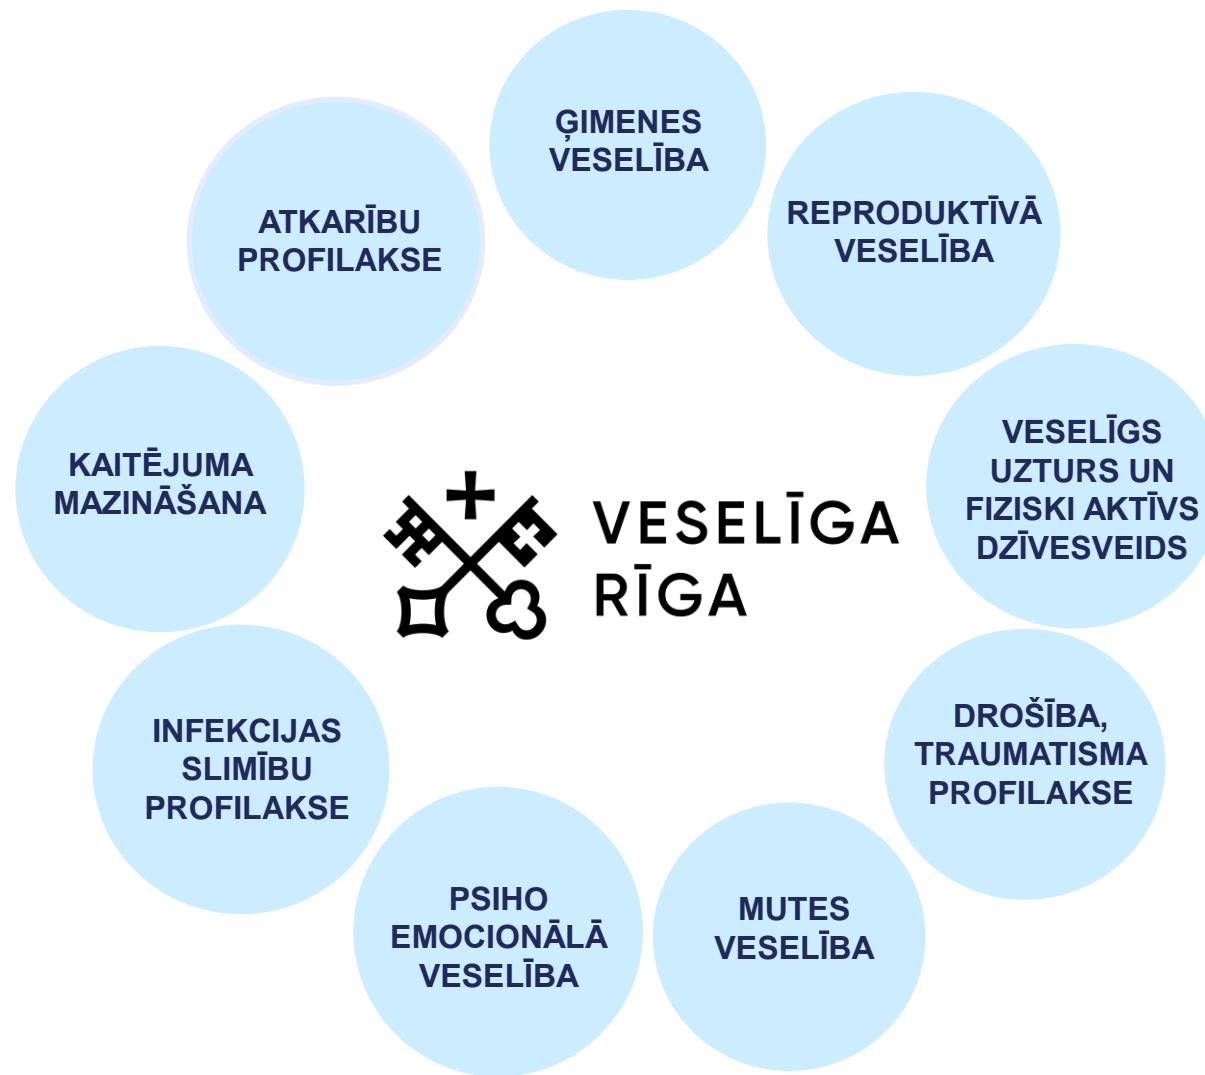 ĢIMENES
VESELĪBA
REPRODUKTĪVĀ
VESELĪBA
VESELĪGS
UZTURS UN
FIZISKI AKTĪVS
DZĪVESVEIDS
DROŠĪBA,
TRAUMATISMA
PROFILAKSE
MUTES
VESELĪBA
PSIHO
EMOCIONĀLĀ
VESELĪBA
INFEKCIJAS
SLIMĪBU
PROFILAKSE
KAITĒJUMA
MAZINĀŠANA
ATKARĪBU
PROFILAKSE
VESELĪGA
RĪGA